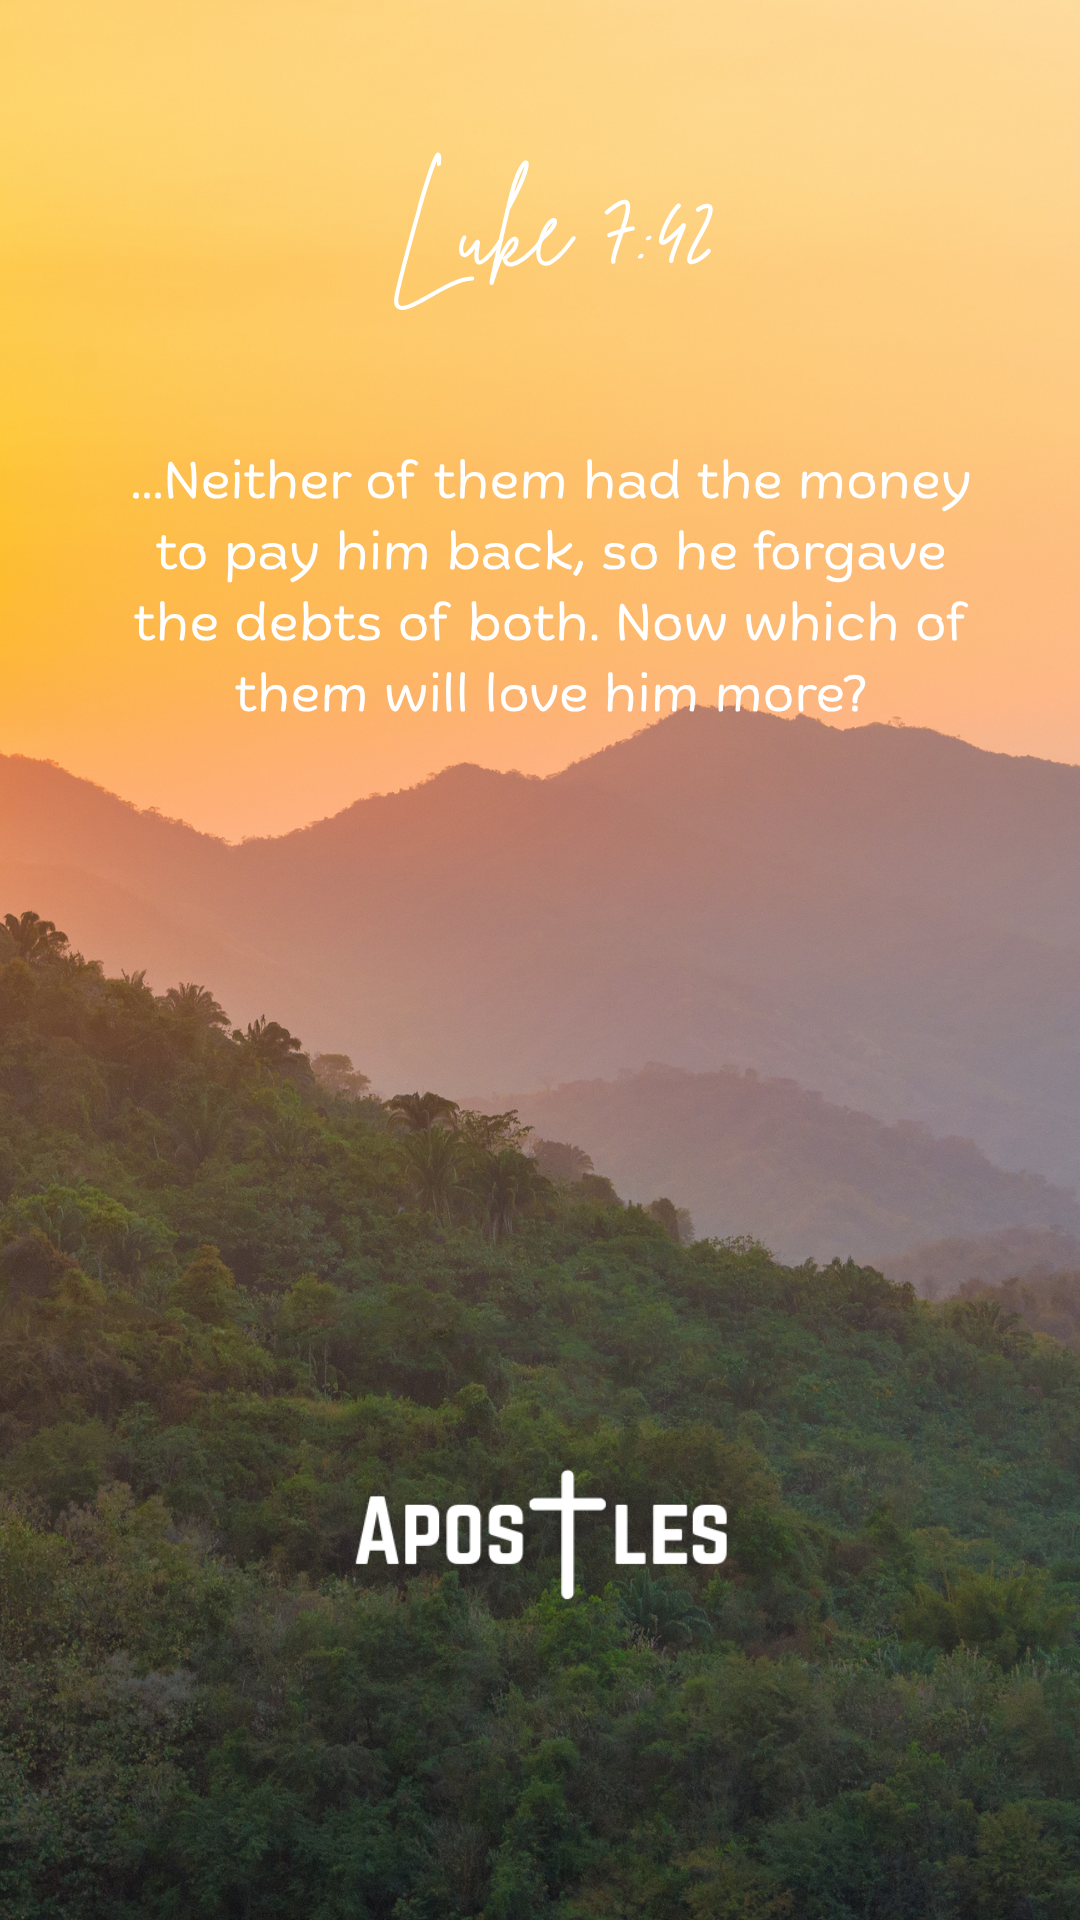 Luke 7:42
...Neither of them had the money
to pay him back, so he forgave
the debts of both. Now which of
them will love him more?
APOSTLES